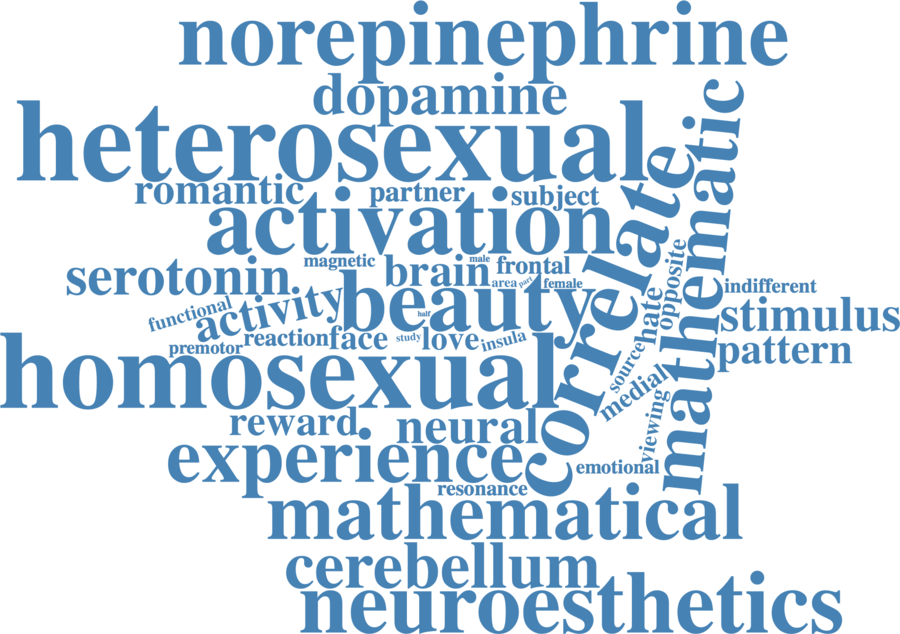 norepinephrine
dopamine
heterosexual
romantic
partner
subject
activation
correlate
mathematic
magnetic
male
serotonin
brain
frontal
area
part
female
opposite
indifferent
functional
activity
beauty
half
hate
stimulus
premotor
reaction
face
study
love
insula
source
pattern
homosexual
medial
reward
neural
viewing
experience
emotional
resonance
mathematical
cerebellum
neuroesthetics